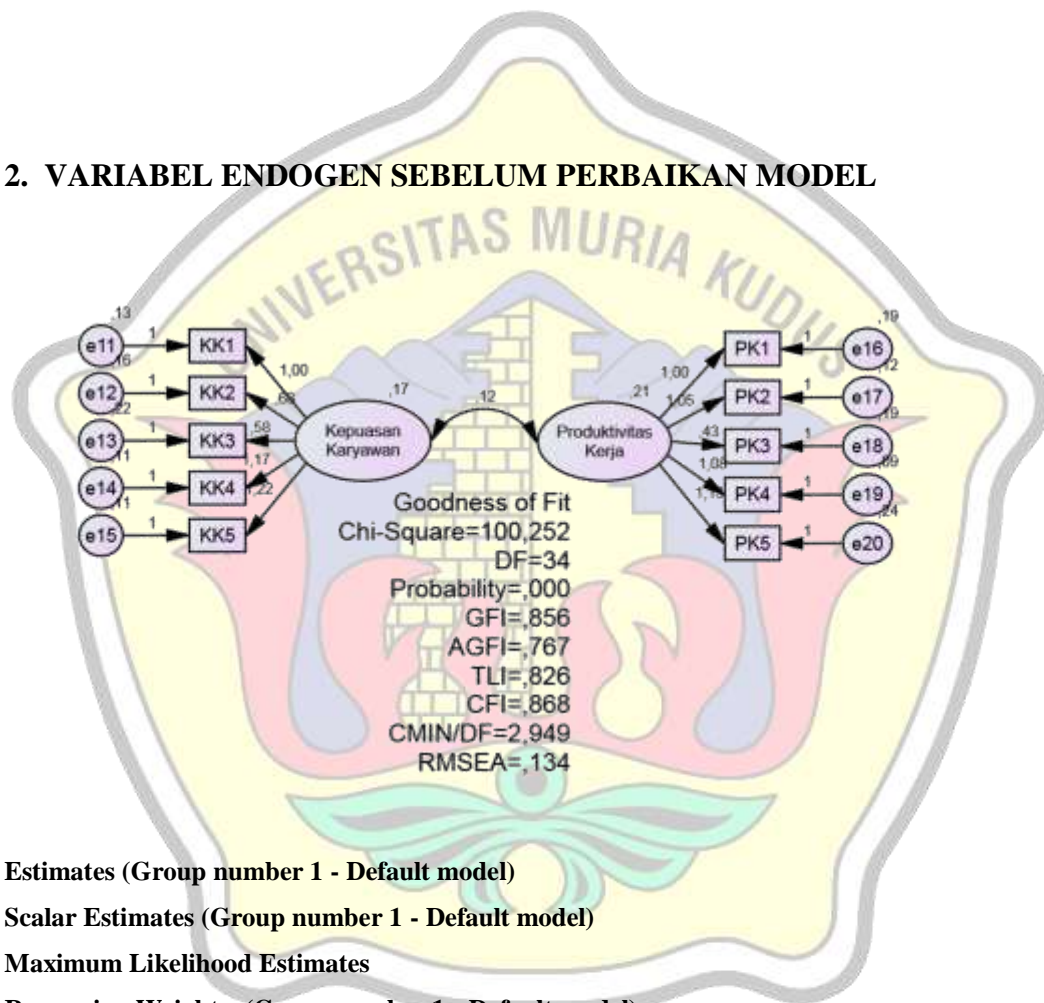 2. VARIABEL ENDOGEN SEBELUM PERBAIKAN MODEL
UNIVERSITAS MURIA KUDUS
,13
e11 1 KK1
,16
e12 1 KK2
,22
e13 1 KK3
,11
e14 1 KK4
,11
e15 1 KK5
1,00
,58
1,22
,17
Kepuasan
Karyawan
,12
,21
Produktivitas
Kerja
1,00
1,05
,43
1,08
PK1 1 e16
,19
PK2 1 e17
,12
PK3 1 e18
,19
PK4 1 e19
,09
PK5 1 e20
,24
Goodness of Fit
Chi-Square=100,252
DF=34
Probability=,000
GFI=,856
AGFI=,767
TLI=,826
CFI=,868
CMIN/DF=2,949
RMSEA=,134
Estimates (Group number 1 - Default model)
Scalar Estimates (Group number 1 - Default model)
Maximum Likelihood Estimates